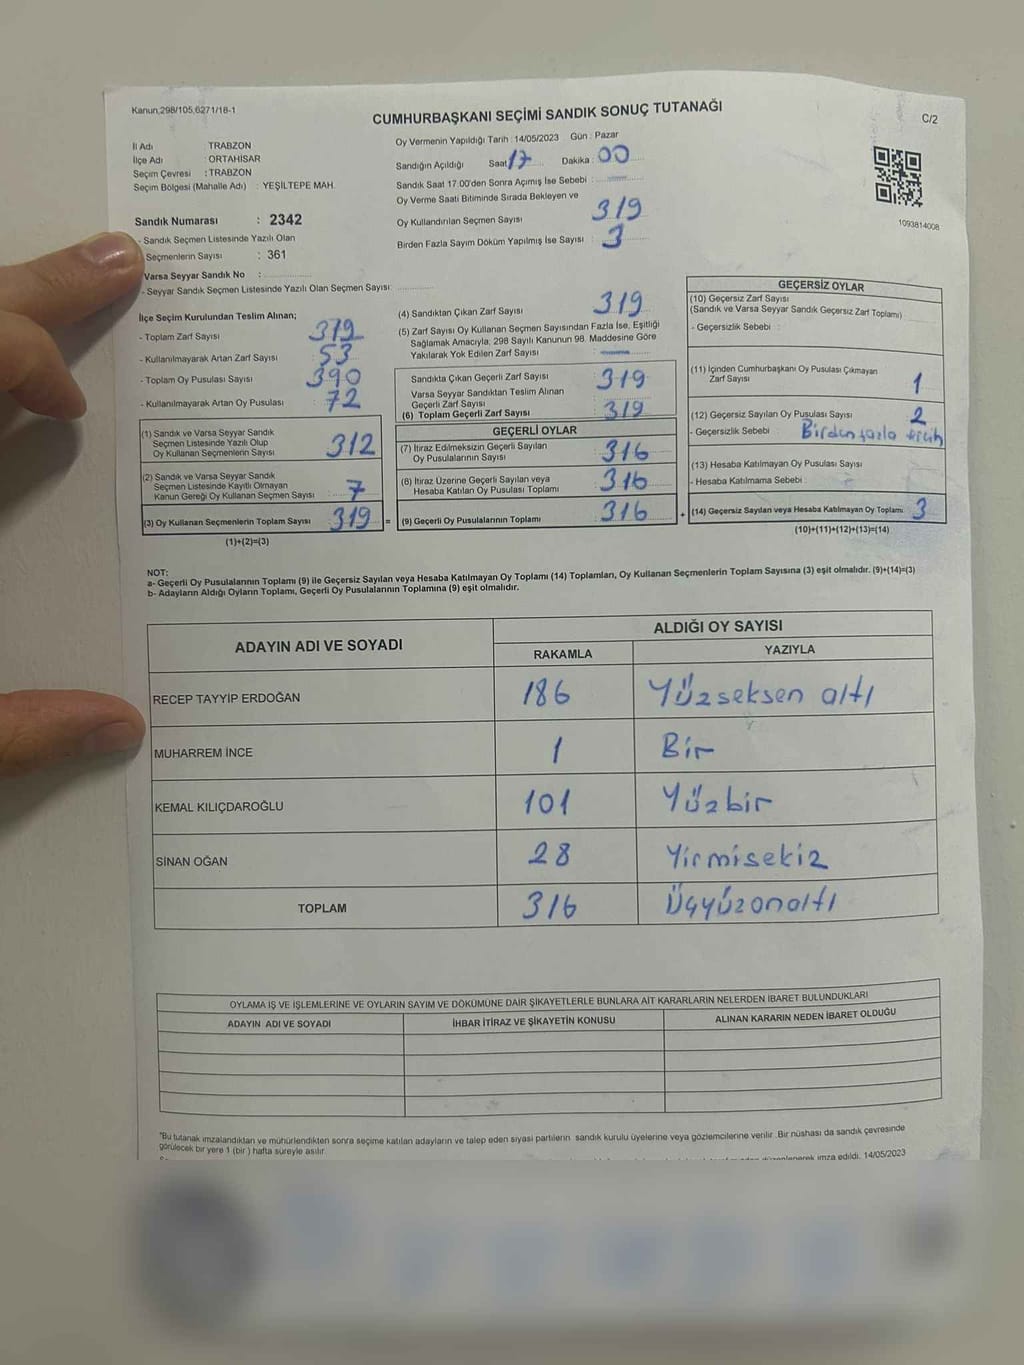 Kanun,298/105,6271/18-1
CUMHURBAŞKANI SEÇİMİ SANDIK SONUÇ TUTANAĞI
C/2
İl Adı TRABZON
İlçe Adı : ORTAHİSAR
Seçim Çevresi : TRABZON
Seçim Bölgesi (Mahalle Adı) : YEŞİLTEPE MAH.
Oy Vermenin Yapıldığı Tarih : 14/05/2023 Gün : Pazar
Sandığın Açıldığı Saat 17 Dakika : 00
Sandık Saat 17.00'den Sonra Açımış İse Sebebi :
Oy Verme Saati Bitiminde Sırada Bekleyen ve
Oy Kullandırılan Seçmen Sayısı 319
Birden Fazla Sayım Döküm Yapılmış İse Sayısı : 3
1093814008
Sandık Numarası : 2342
- Sandık Seçmen Listesinde Yazılı Olan
Seçmenlerin Sayısı : 361
Varsa Seyyar Sandık No :
- Seyyar Sandık Seçmen Listesinde Yazılı Olan Seçmen Sayısı:
İlçe Seçim Kurulundan Teslim Alınan;
- Toplam Zarf Sayısı :
- Kullanılmayarak Artan Zarf Sayısı : 53
- Toplam Oy Pusulası Sayısı : 390
- Kullanılmayarak Artan Oy Pusulası : 72
(1) Sandık ve Varsa Seyyar Sandık
Seçmen Listesinde Yazılı Olup
Oy Kullanan Seçmenlerin Sayısı 312
(2) Sandık ve Varsa Seyyar Sandık
Seçmen Listesinde Kayıtlı Olmayan
Kanun Gereği Oy Kullanan Seçmen Sayısı 7
(3) Oy Kullanan Seçmenlerin Toplam Sayısı 319 =
(1)+(2)=(3)
(4) Sandıktan Çıkan Zarf Sayısı 319
(5) Zarf Sayısı Oy Kullanan Seçmen Sayısından Fazla İse, Eşitliği
Sağlamak Amacıyla, 298 Sayılı Kanunun 98. Maddesine Göre
Yakılarak Yok Edilen Zarf Sayısı :
Sandıkta Çıkan Geçerli Zarf Sayısı 319
Varsa Seyyar Sandıktan Teslim Alınan
Geçerli Zarf Sayısı
(6) Toplam Geçerli Zarf Sayısı 319
GEÇERLİ OYLAR
(7) İtiraz Edilmeksizin Geçerli Sayılan
Oy Pusulalarının Sayısı 316
(8) İtiraz Üzerine Geçerli Sayılan veya
Hesaba Katılan Oy Pusulası Toplamı 316
(9) Geçerli Oy Pusulalarının Toplamı 316 +
GEÇERSİZ OYLAR
(10) Geçersiz Zarf Sayısı
(Sandık ve Varsa Seyyar Sandık Geçersiz Zarf Toplamı)
- Geçersizlik Sebebi :
(11) İçinden Cumhurbaşkanı Oy Pusulası Çıkmayan
Zarf Sayısı 1
(12) Geçersiz Sayılan Oy Pusulası Sayısı 2
- Geçersizlik Sebebi : Birden fazla tercih
(13) Hesaba Katılmayan Oy Pusulası Sayısı
- Hesaba Katılmama Sebebi :
(14) Geçersiz Sayılan veya Hesaba Katılmayan Oy Toplamı 3
(10)+(11)+(12)+(13)=(14)
NOT:
a- Geçerli Oy Pusulalarının Toplamı (9) ile Geçersiz Sayılan veya Hesaba Katılmayan Oy Toplamı (14) Toplamları, Oy Kullanan Seçmenlerin Toplam Sayısına (3) eşit olmalıdır. (9)+(14)=(3)
b- Adayların Aldığı Oyların Toplamı, Geçerli Oy Pusulalarının Toplamına (9) eşit olmalıdır.
ADAYIN ADI VE SOYADI
ALDIĞI OY SAYISI
RAKAMLA YAZIYLA
RECEP TAYYİP ERDOĞAN 186 Yüzseksen altı
MUHARREM İNCE 1 Bir
KEMAL KILIÇDAROĞLU 101 Yüzbir
SİNAN OĞAN 28 Yirmisekiz
TOPLAM 316 Üçyüzonaltı
OYLAMA İŞ VE İŞLEMLERİNE VE OYLARIN SAYIM VE DÖKÜMÜNE DAİR ŞİKAYETLERLE BUNLARA AİT KARARLARIN NELERDEN İBARET BULUNDUKLARI
ADAYIN ADI VE SOYADI İHBAR İTİRAZ VE ŞİKAYETİN KONUSU ALINAN KARARIN NEDEN İBARET OLDUĞU
"Bu tutanak imzalandıktan ve mühürlendikten sonra seçime katılan adayların ve talep eden siyasi partilerin sandık kurulu üyelerine veya gözlemcilerine verilir. Bir nüshası da sandık çevresinde
görülecek bir yere 1 (bir ) hafta süreyle asılır.
imza edildi. 14/05/2023